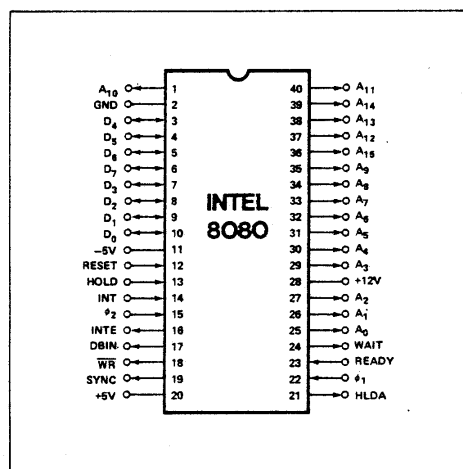 A10 1 40 A11
GND 2 39 A14
D4 3 38 A13
D5 4 37 A12
D6 5 36 A15
D7 6 35 A9
D3 7 34 A8
D2 8 33 A7
D1 9 32 A6
D0 10 31 A5
-5V 11 30 A4
RESET 12 29 A3
HOLD 13 28 +12V
INT 14 27 A2
ϕ2 15 26 A1
INTE 16 25 A0
DBIN 17 24 WAIT
WR 18 23 READY
SYNC 19 22 ϕ1
+5V 20 21 HLDA
INTEL
8080